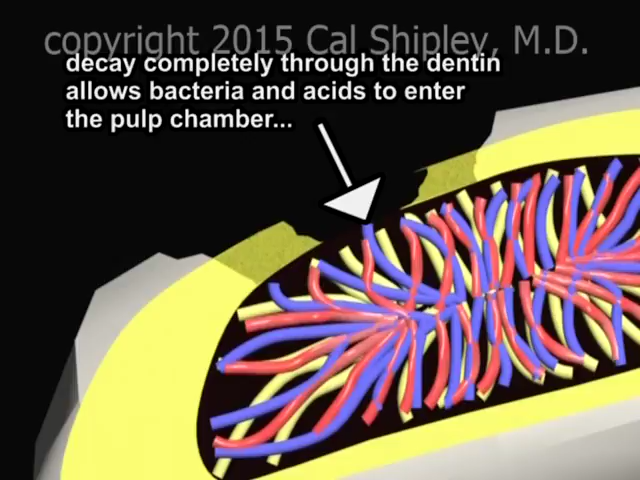 copyright 2015 Cal Shipley, M.D.
decay completely through the dentin
allows bacteria and acids to enter
the pulp chamber...